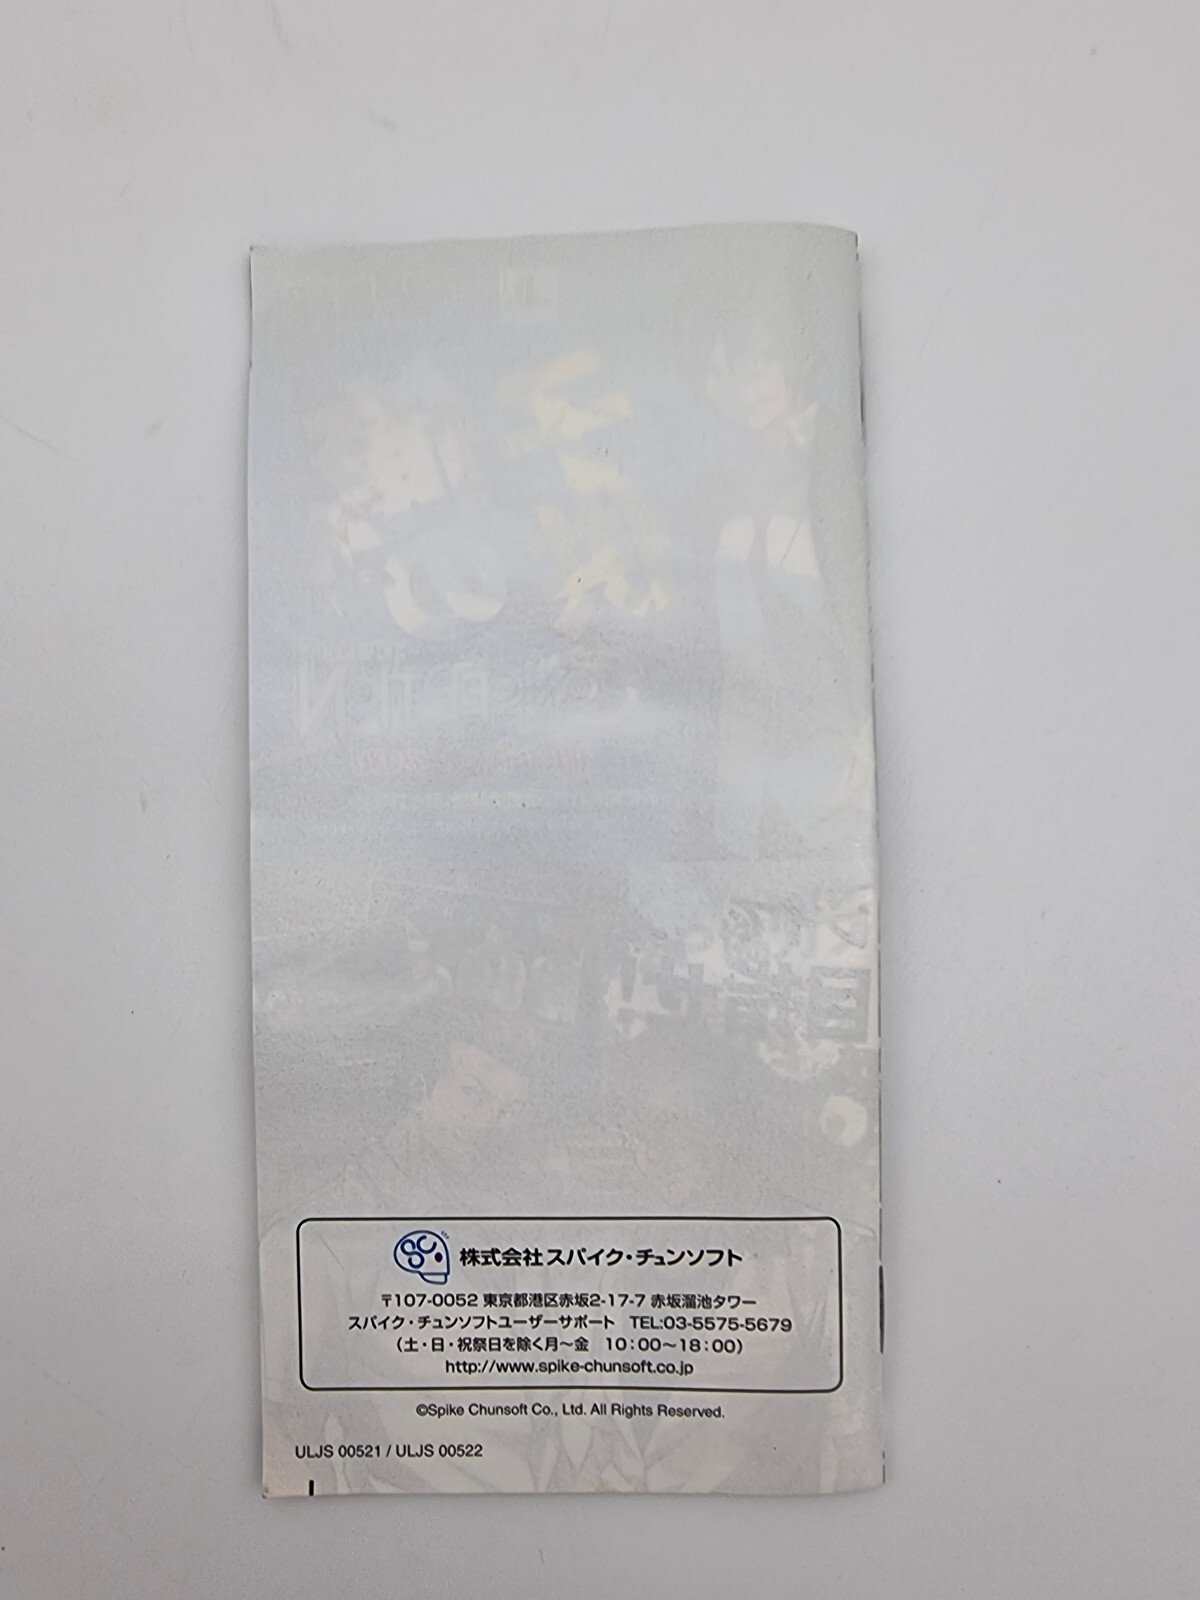 SC
株式会社スパイク・チュンソフト
〒107-0052 東京都港区赤坂2-17-7 赤坂溜池タワー
スパイク・チュンソフトユーザーサポート TEL:03-5575-5679
（土・日・祝祭日を除く月〜金 10:00〜18:00）
http://www.spike-chunsoft.co.jp
©Spike Chunsoft Co., Ltd. All Rights Reserved.
ULJS 00521 / ULJS 00522